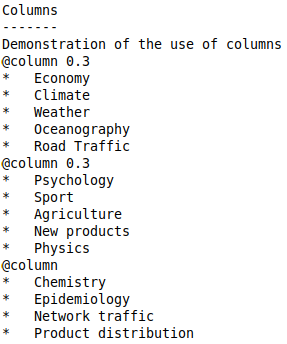 Columns
-------
Demonstration of the use of columns
@column 0.3
*   Economy
*   Climate
*   Weather
*   Oceanography
*   Road Traffic
@column 0.3
*   Psychology
*   Sport
*   Agriculture
*   New products
*   Physics
@column
*   Chemistry
*   Epidemiology
*   Network traffic
*   Product distribution